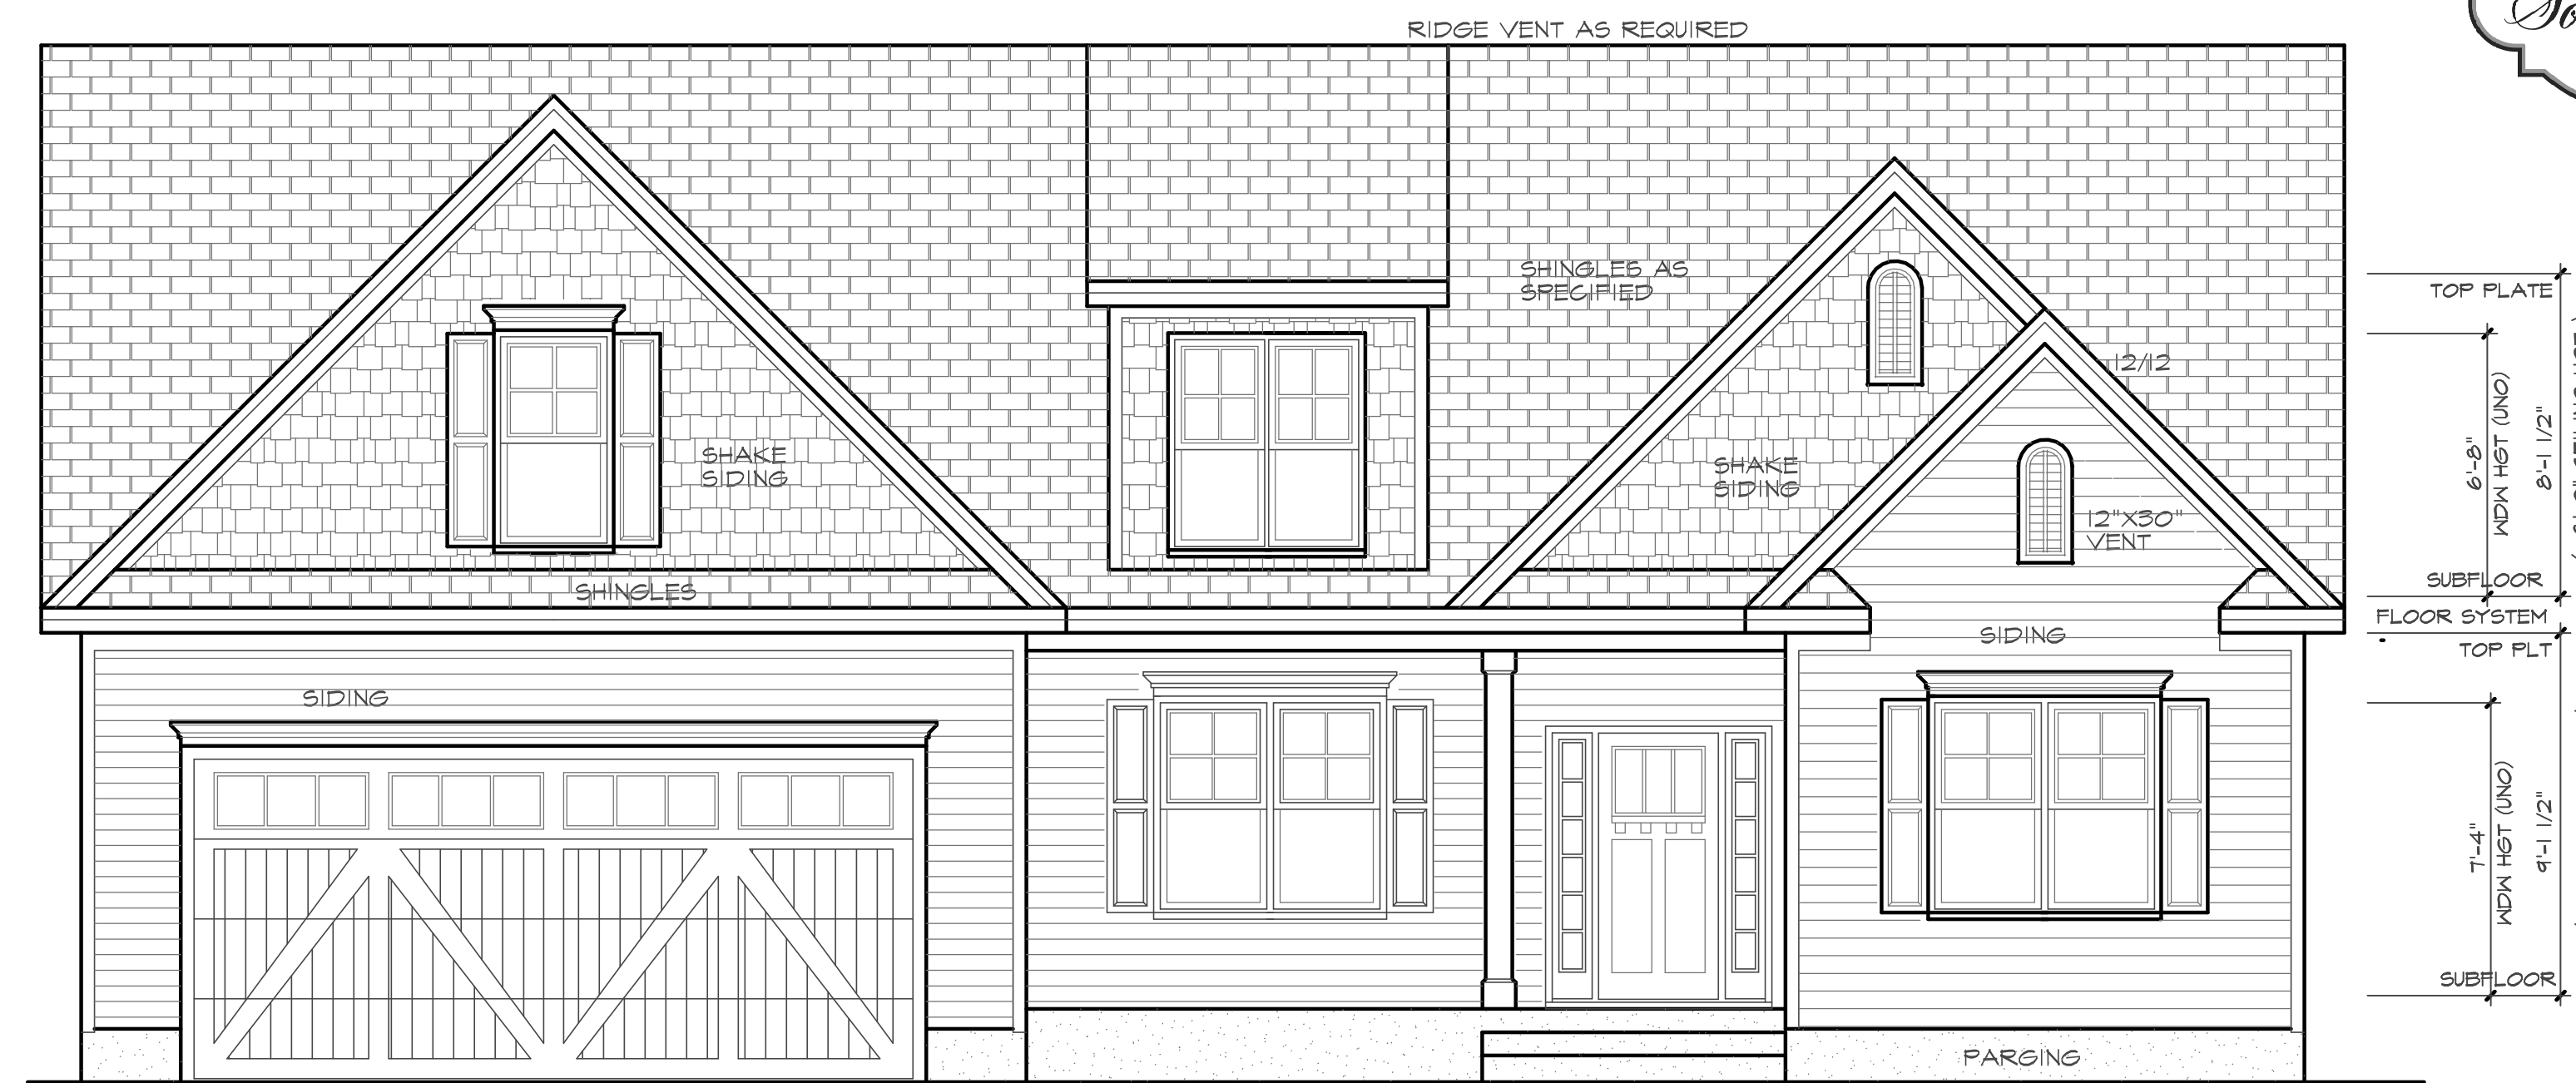 RIDGE VENT AS REQUIRED
SHINGLES AS
SPECIFIED
TOP PLATE
12/12
6'-8"
WDW HGT (UNO)
8'-1 1/2"
SHAKE
SIDING
SHAKE
SIDING
12"X30"
VENT
SHINGLES
SUBFLOOR
FLOOR SYSTEM
SIDING
TOP PLT
SIDING
7'-4"
WDW HGT (UNO)
9'-1 1/2"
SUBFLOOR
PARGING